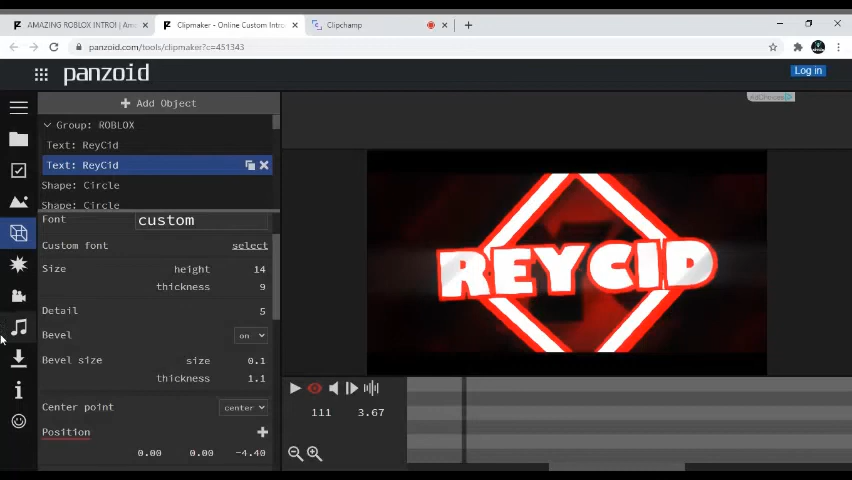 AMAZING ROBLOX INTRO! | Ama
Clipmaker - Online Custom Intro
Clipchamp
panzoid.com/tools/clipmaker?c=451343
panzoid
Log in
Add Object
AdChoices
Group: ROBLOX
Text: ReyCid
Text: ReyCid
Shape: Circle
Shape: Circle
Font custom
Custom font select
Size height 14
thickness 9
Detail 5
Bevel on
Bevel size size 0.1
thickness 1.1
Center point center
Position
0.00 0.00 -4.40
REYCID
111 3.67